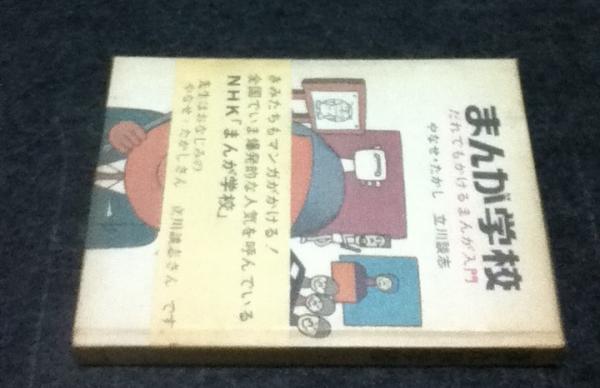 まんが学校
だれでもかけるまんが入門
やなせ・たかし 立川談志
きみたちもマンガがかける!
全国でいま爆発的な人気を呼んでいる
NHK「まんが学校」
先生はおなじみの
やなせ・たかしさん 立川談志さん です